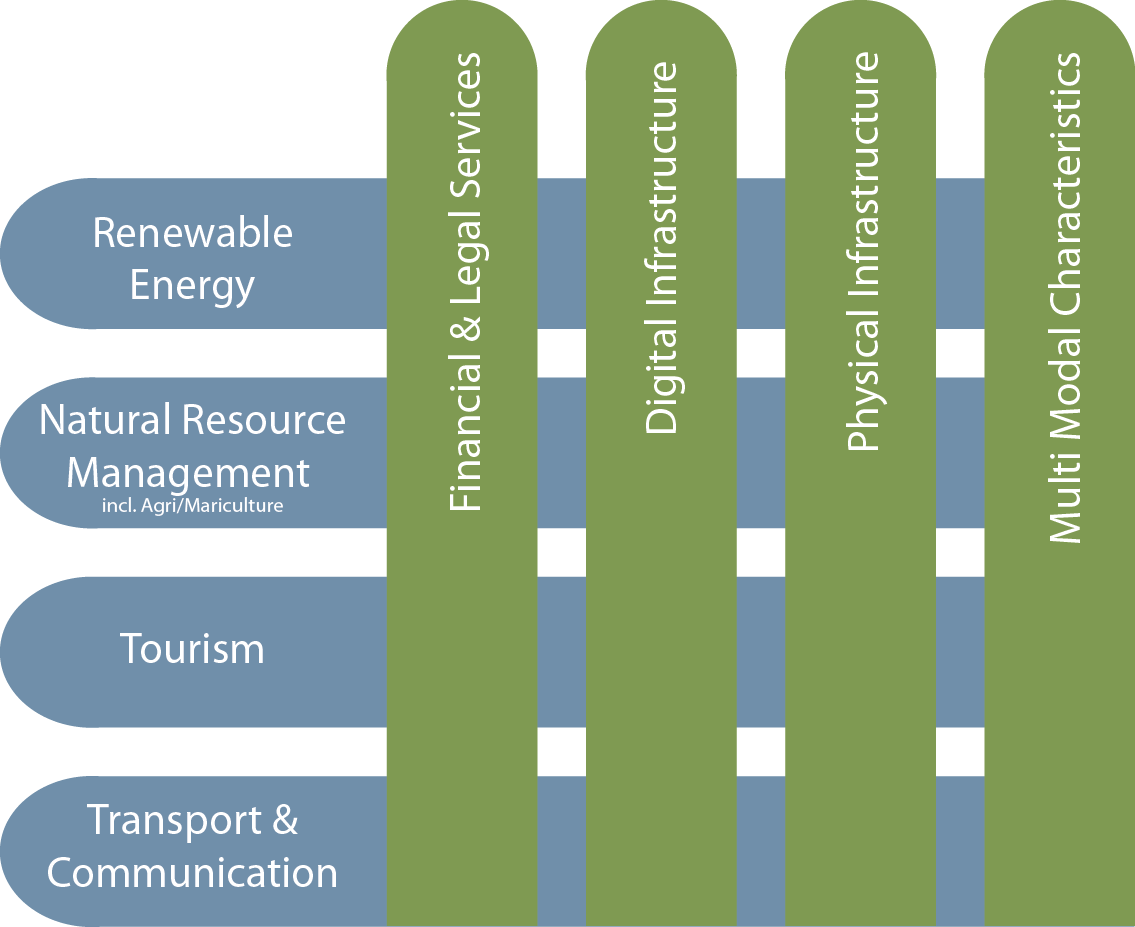 Financial & Legal Services
Digital Infrastructure
Physical Infrastructure
Multi Modal Characteristics
Renewable
Energy
Natural Resource
Management
incl. Agri/Mariculture
Tourism
Transport &
Communication